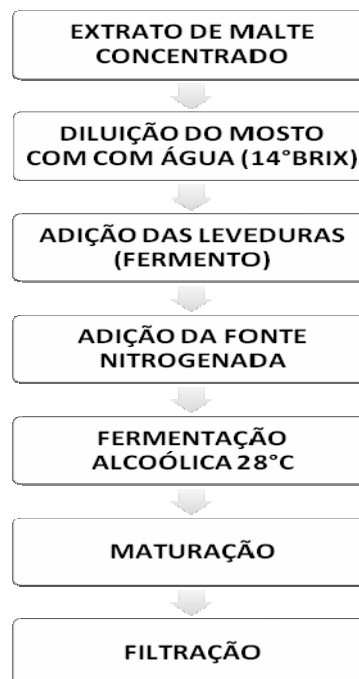 EXTRATO DE MALTE
CONCENTRADO
DILUIÇÃO DO MOSTO
COM COM ÁGUA (14°BRIX)
ADIÇÃO DAS LEVEDURAS
(FERMENTO)
ADIÇÃO DA FONTE
NITROGENADA
FERMENTAÇÃO
ALCOÓLICA 28°C
MATURAÇÃO
FILTRAÇÃO